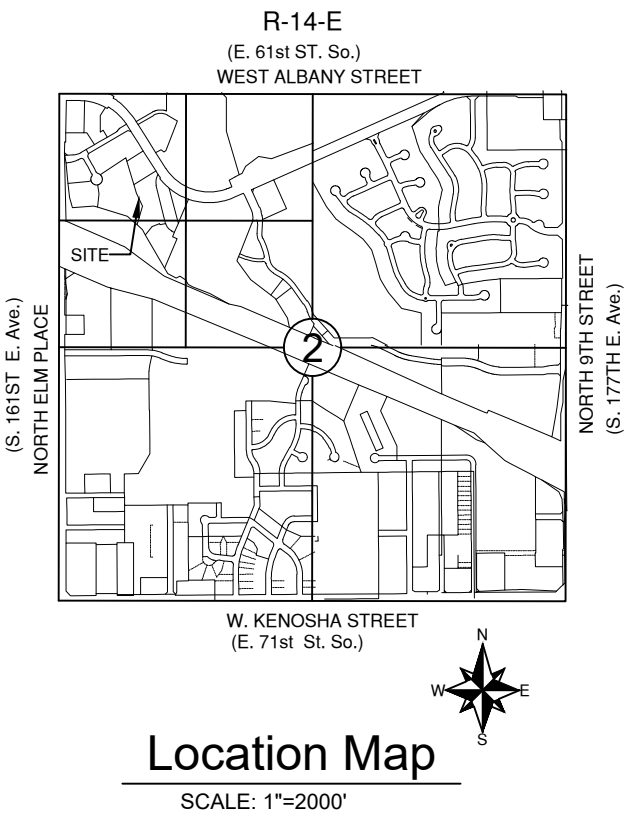 R-14-E
(E. 61st ST. So.)
WEST ALBANY STREET
SITE
2
(S. 161ST E. Ave.)
NORTH ELM PLACE
NORTH 9TH STREET
(S. 177TH E. Ave.)
W. KENOSHA STREET
(E. 71st St. So.)
N
W
E
S
Location Map
SCALE: 1"=2000'